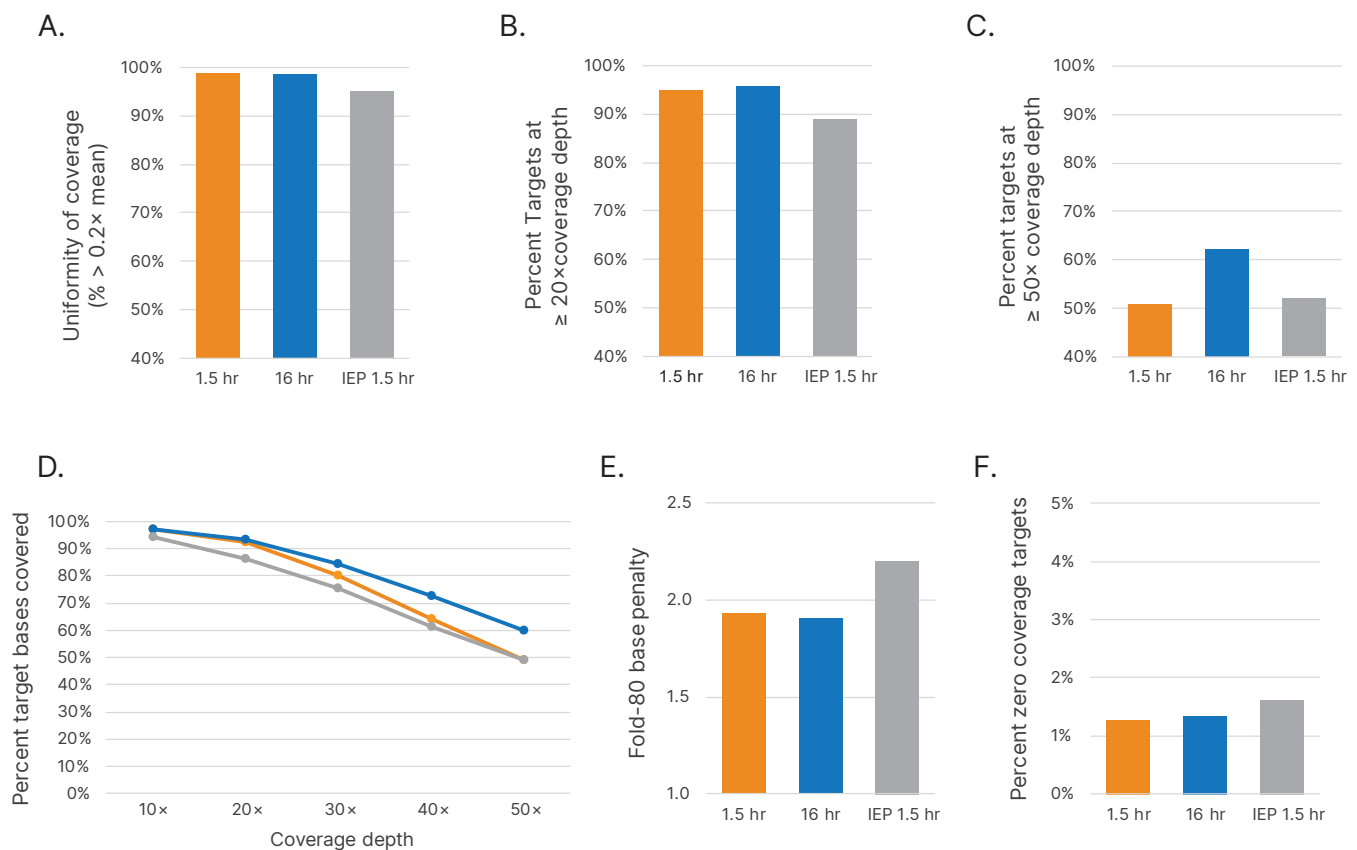 A.
Uniformity of coverage
(% > 0.2× mean)
100%
90%
80%
70%
60%
50%
40%
1.5 hr
16 hr
IEP 1.5 hr
B.
Percent Targets at
≥ 20×coverage depth
100%
90%
80%
70%
60%
50%
40%
1.5 hr
16 hr
IEP 1.5 hr
C.
Percent targets at
≥ 50× coverage depth
100%
90%
80%
70%
60%
50%
40%
1.5 hr
16 hr
IEP 1.5 hr
D.
Percent target bases covered
100%
90%
80%
70%
60%
50%
40%
30%
20%
10%
0%
10×
20×
30×
40×
50×
Coverage depth
E.
Fold-80 base penalty
2.5
2.0
1.5
1.0
1.5 hr
16 hr
IEP 1.5 hr
F.
Percent zero coverage targets
5%
4%
3%
2%
1%
0%
1.5 hr
16 hr
IEP 1.5 hr